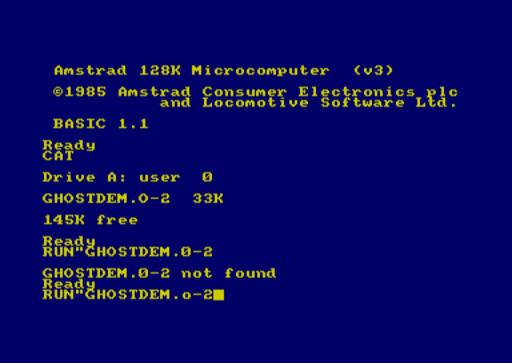 Amstrad 128K Microcomputer  (v3)
©1985 Amstrad Consumer Electronics plc
and Locomotive Software Ltd.
BASIC 1.1
Ready
CAT
Drive A: user  0
GHOSTDEM.O-2  33K
145K free
Ready
RUN"GHOSTDEM.0-2
GHOSTDEM.0-2 not found
Ready
RUN"GHOSTDEM.o-2